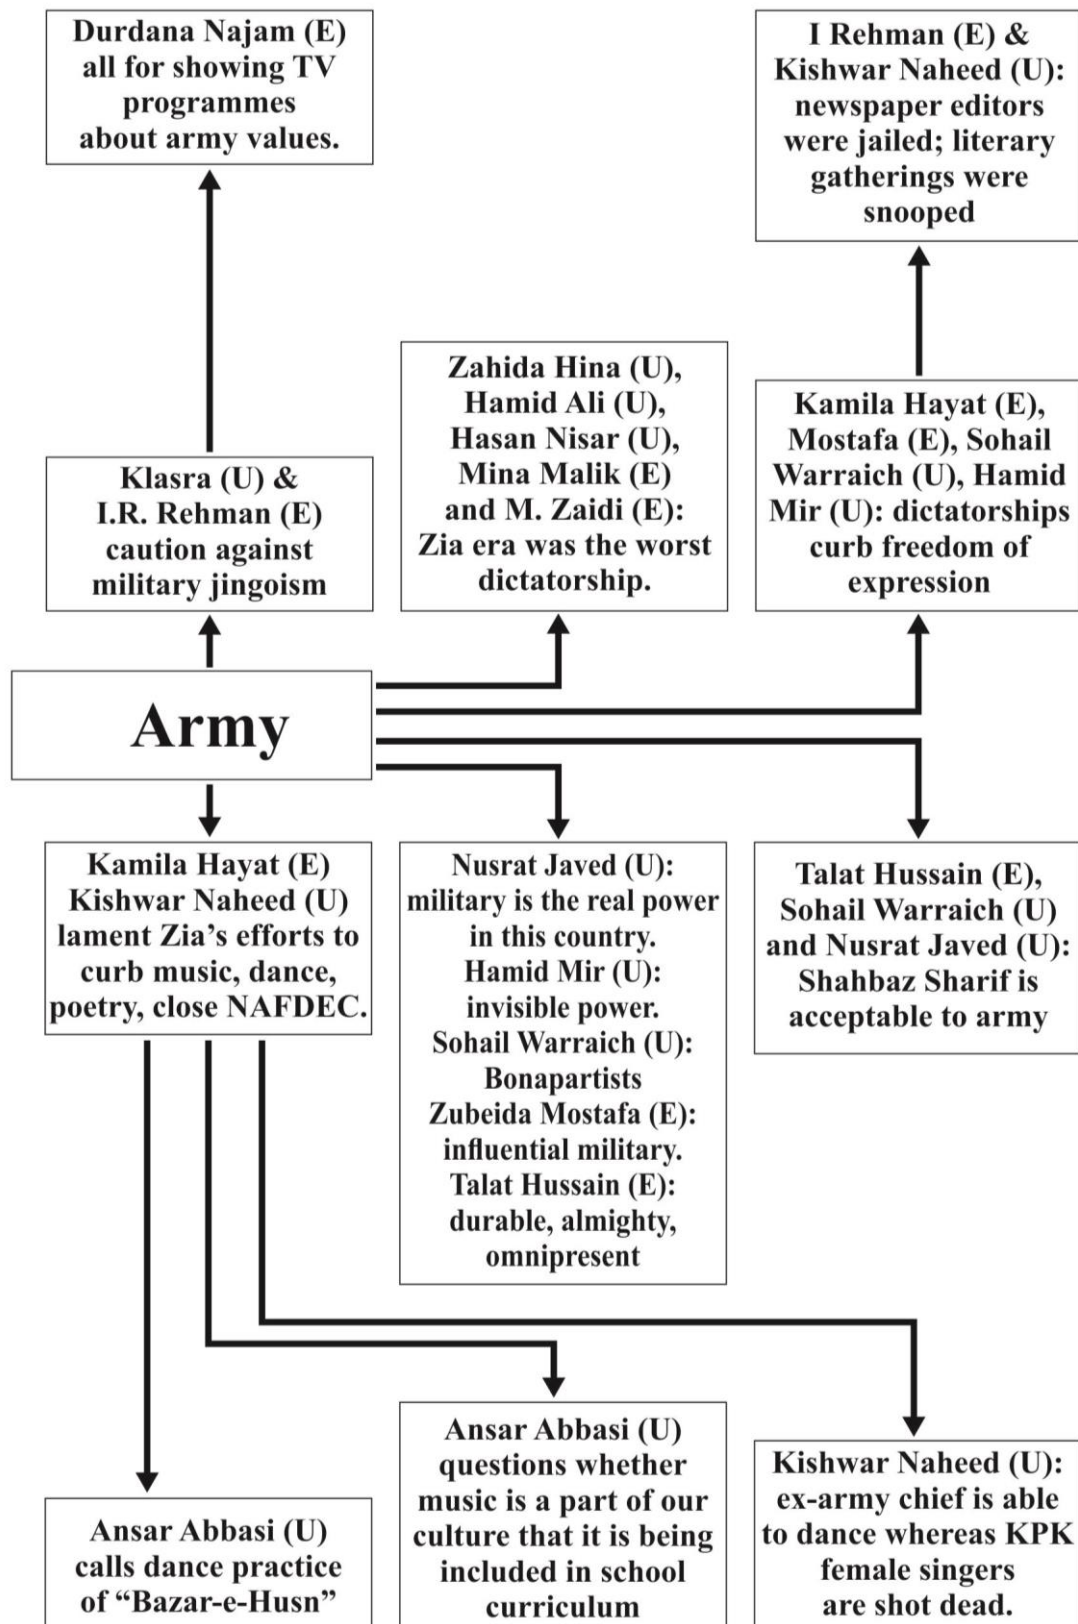 Durdana Najam (E)
all for showing TV
programmes
about army values.
I Rehman (E) &
Kishwar Naheed (U):
newspaper editors
were jailed; literary
gatherings were
snooped
Zahida Hina (U),
Hamid Ali (U),
Hasan Nisar (U),
Mina Malik (E)
and M. Zaidi (E):
Zia era was the worst
dictatorship.
Kamila Hayat (E),
Mostafa (E), Sohail
Warraich (U), Hamid
Mir (U): dictatorships
curb freedom of
expression
Klasra (U) &
I.R. Rehman (E)
caution against
military jingoism
Army
Kamila Hayat (E)
Kishwar Naheed (U)
lament Zia’s efforts to
curb music, dance,
poetry, close NAFDEC.
Nusrat Javed (U):
military is the real power
in this country.
Hamid Mir (U):
invisible power.
Sohail Warraich (U):
Bonapartists
Zubeida Mostafa (E):
influential military.
Talat Hussain (E):
durable, almighty,
omnipresent
Talat Hussain (E),
Sohail Warraich (U)
and Nusrat Javed (U):
Shahbaz Sharif is
acceptable to army
Ansar Abbasi (U)
calls dance practice
of “Bazar-e-Husn”
Ansar Abbasi (U)
questions whether
music is a part of our
culture that it is being
included in school
curriculum
Kishwar Naheed (U):
ex-army chief is able
to dance whereas KPK
female singers
are shot dead.